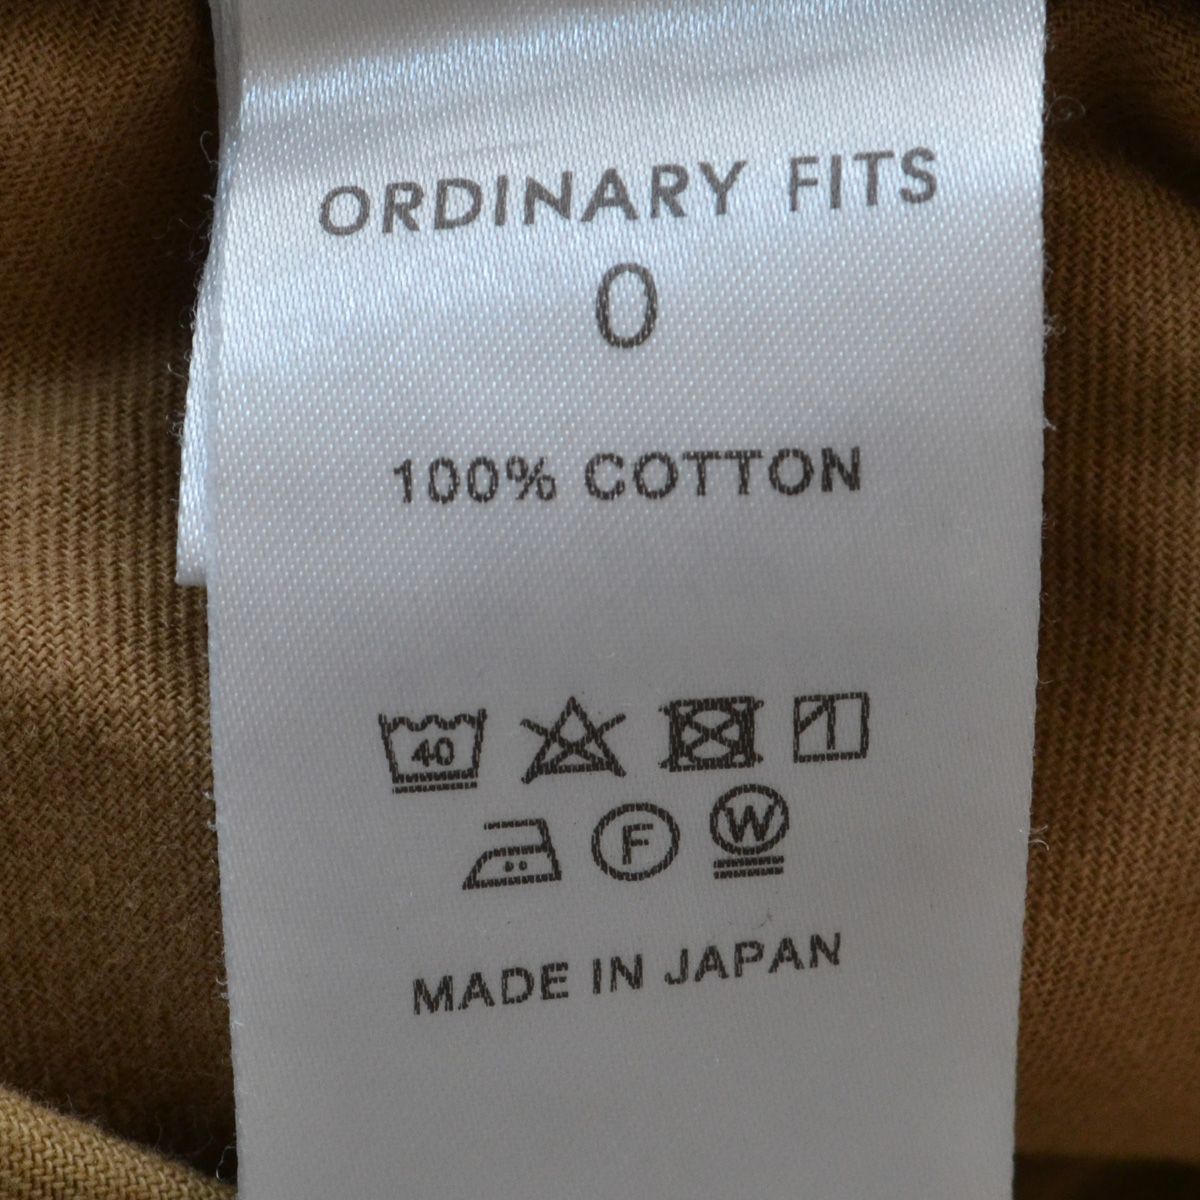 ORDINARY FITS
0
100% COTTON
40
F W
MADE IN JAPAN